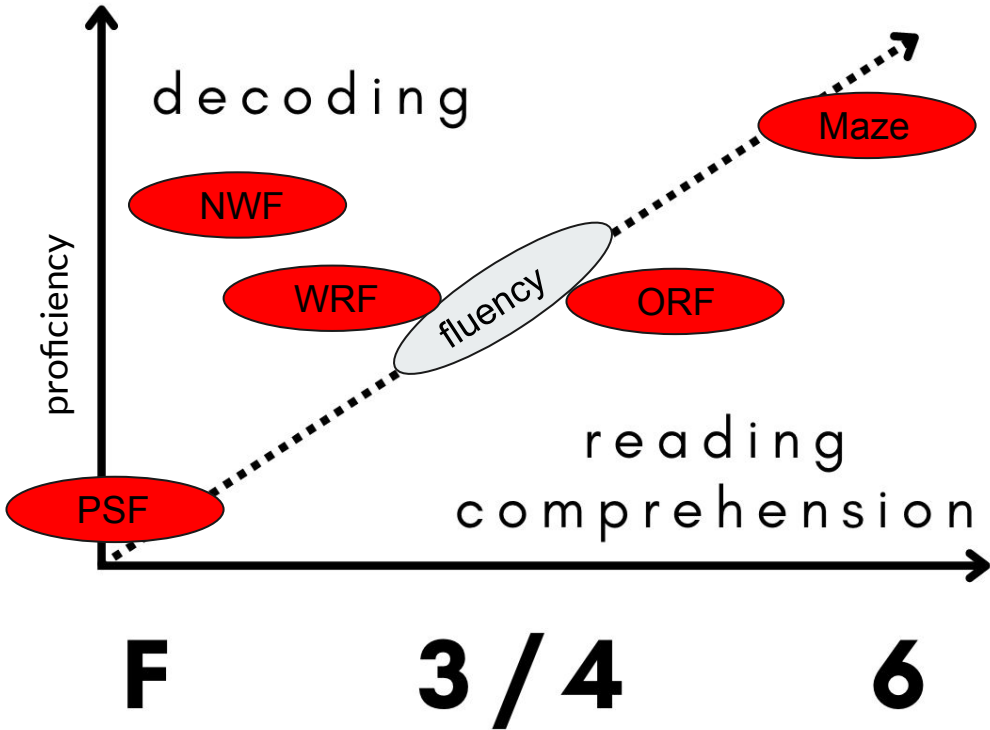 decoding
Maze
NWF
proficiency
WRF
fluency
ORF
reading
comprehension
PSF
F
3/4
6